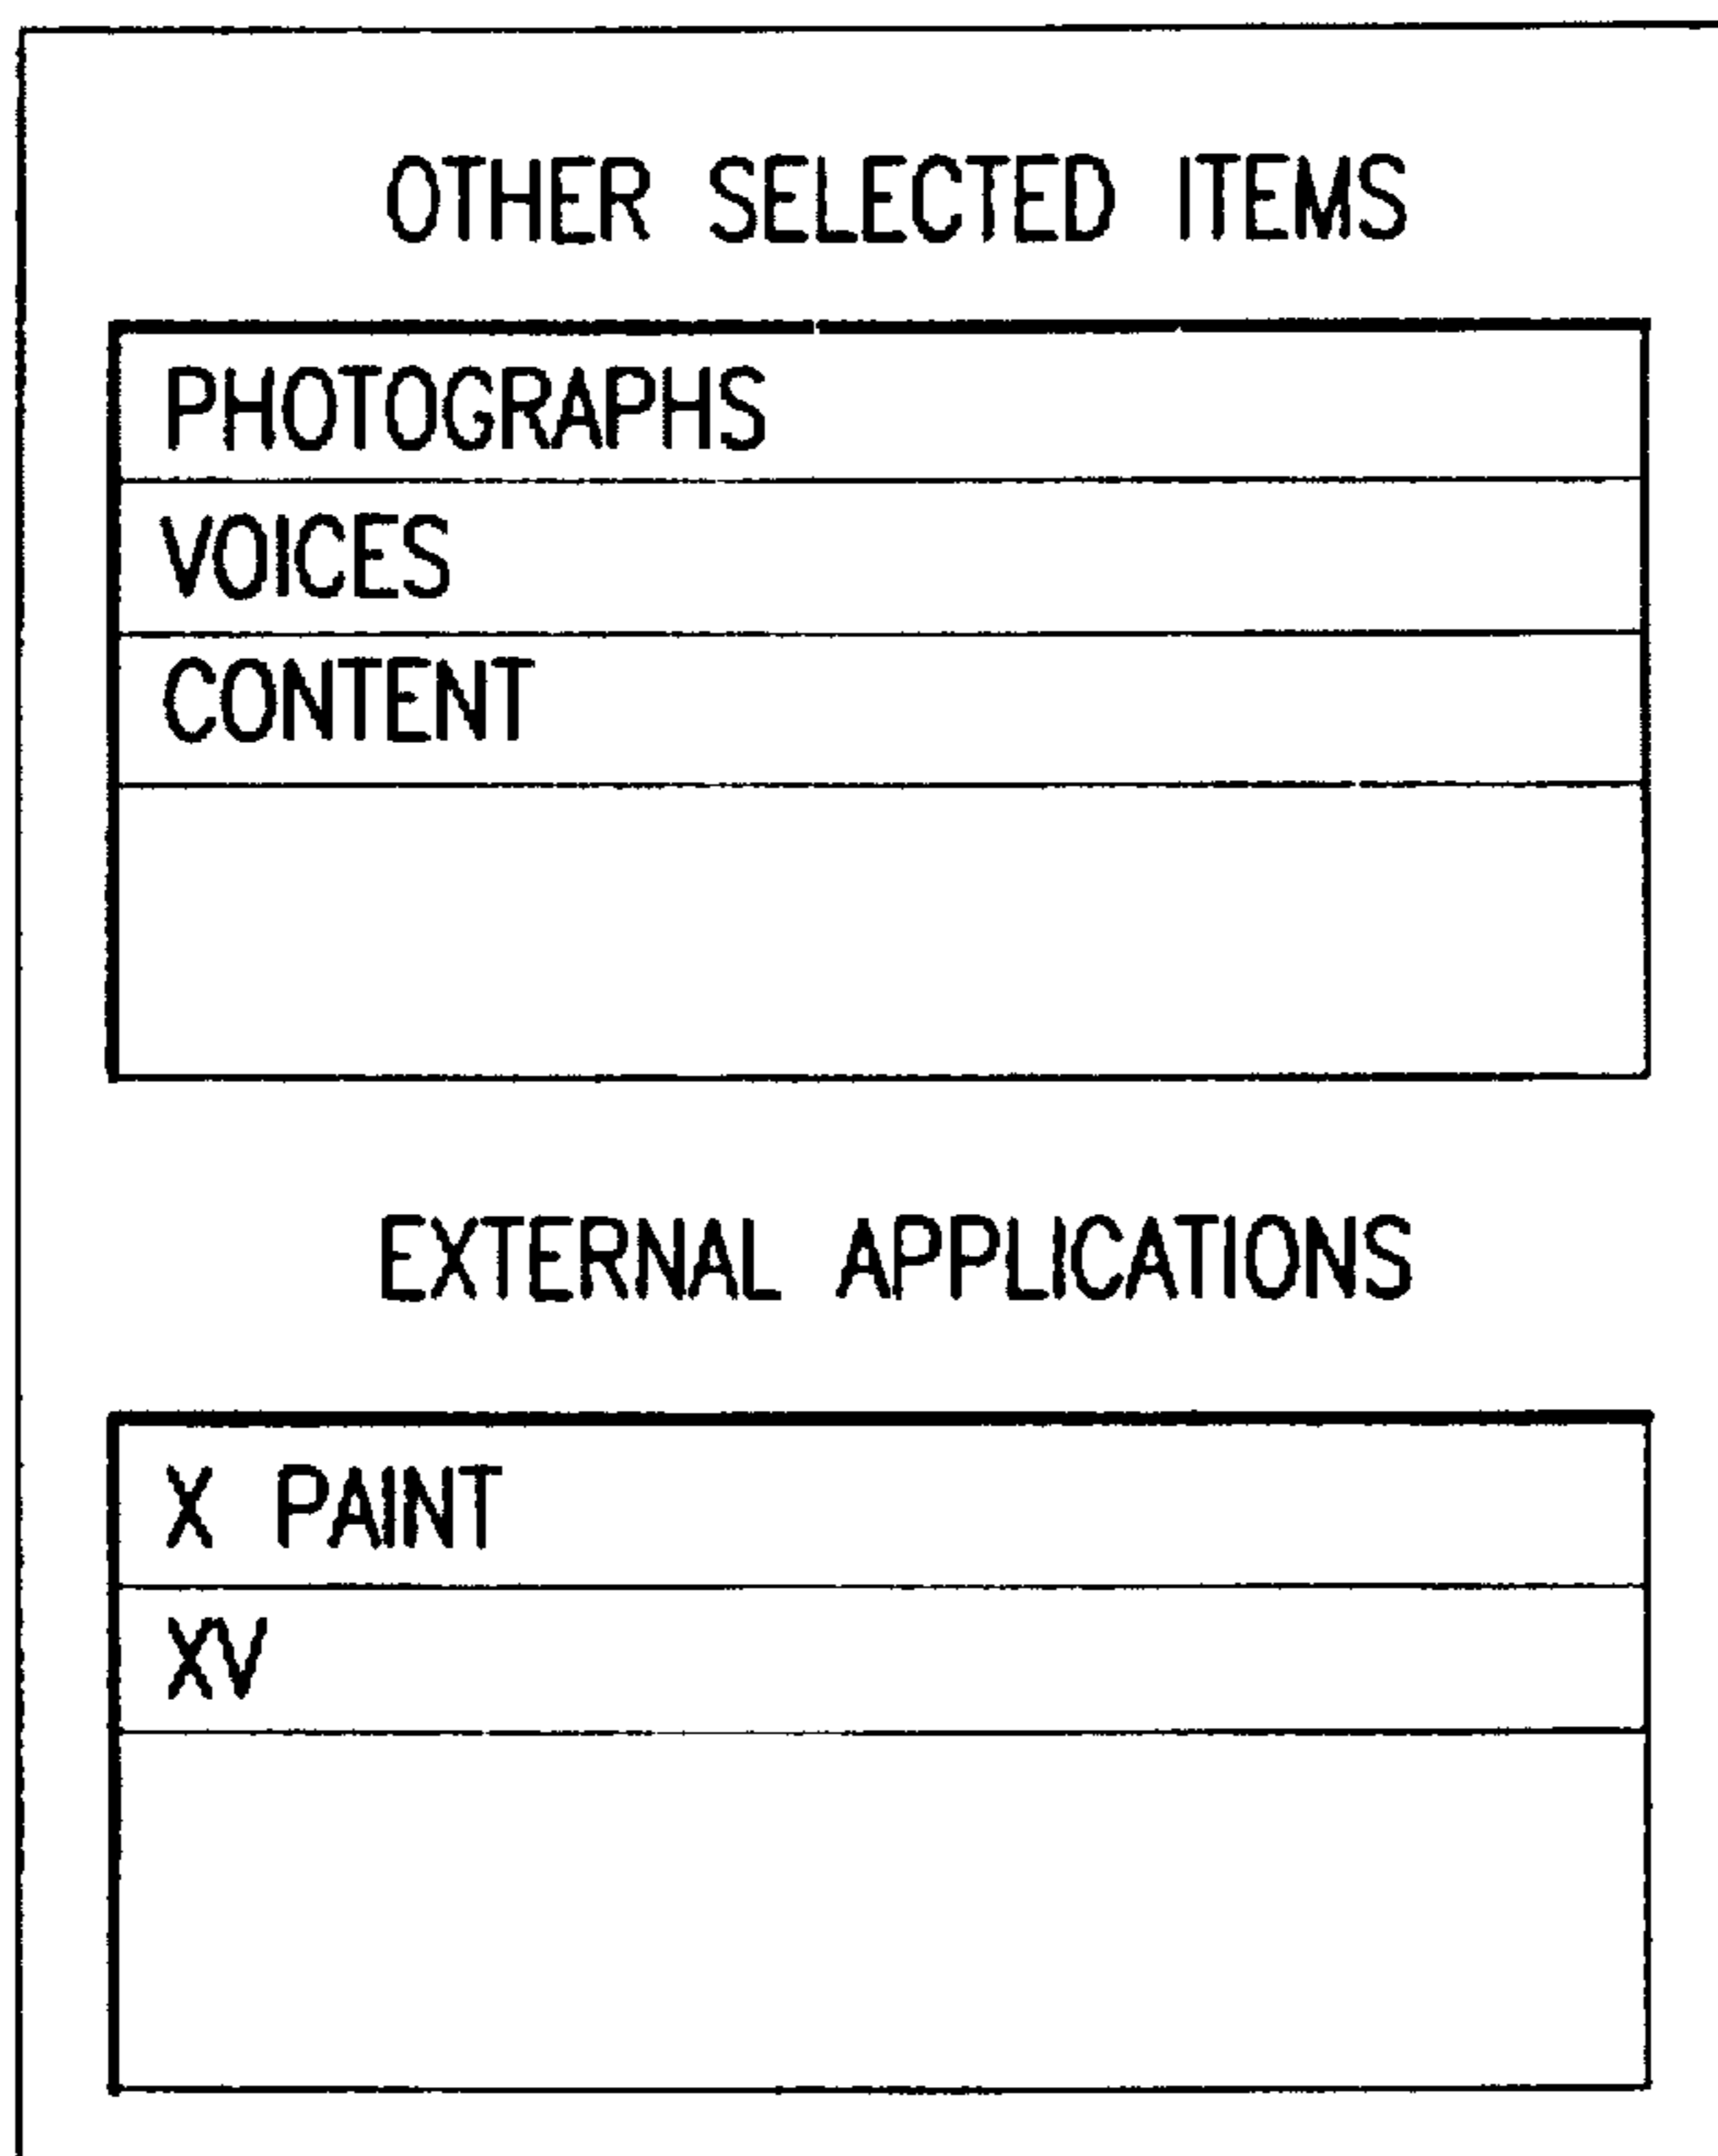 OTHER SELECTED ITEMS
PHOTOGRAPHS
VOICES
CONTENT
EXTERNAL APPLICATIONS
X PAINT
XV